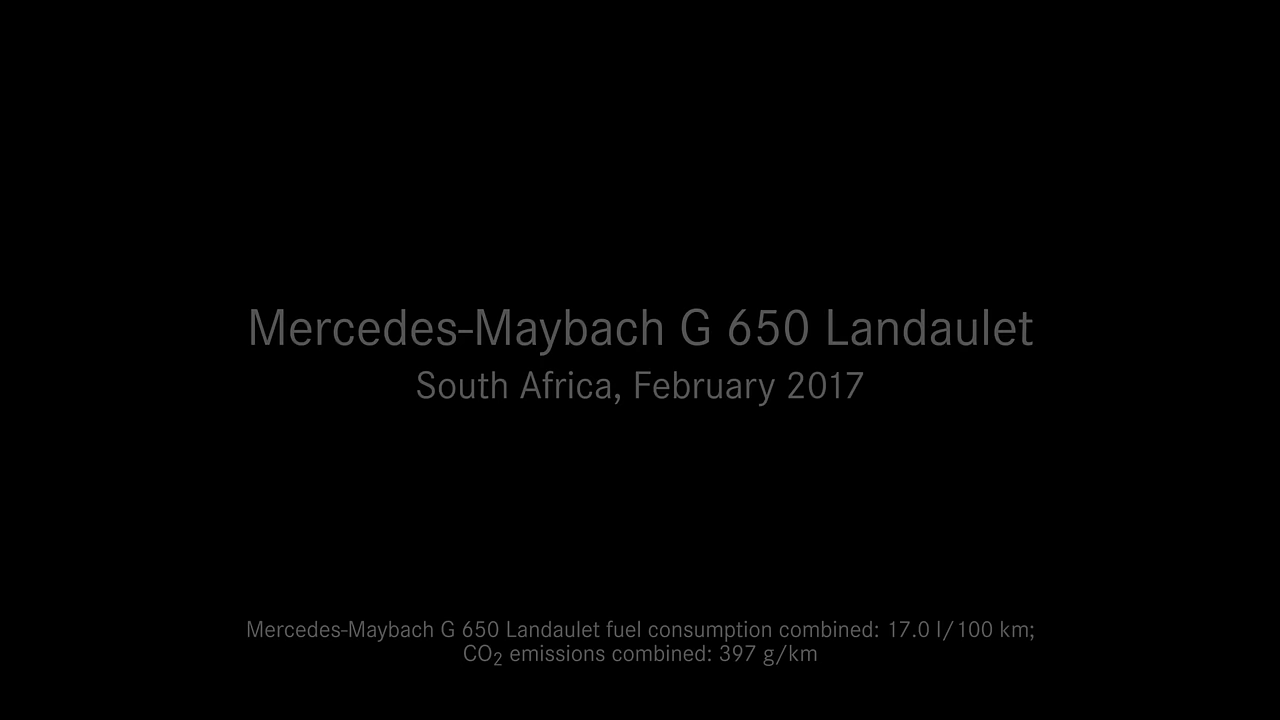 Mercedes-Maybach G 650 Landaulet
South Africa, February 2017
Mercedes-Maybach G 650 Landaulet fuel consumption combined: 17.0 l/100 km;
CO₂ emissions combined: 397 g/km